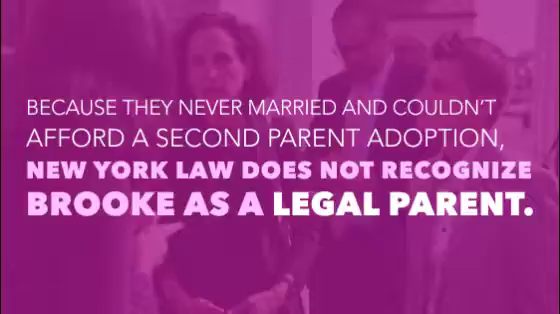 BECAUSE THEY NEVER MARRIED AND COULDN'T
AFFORD A SECOND PARENT ADOPTION,
NEW YORK LAW DOES NOT RECOGNIZE
BROOKE AS A LEGAL PARENT.